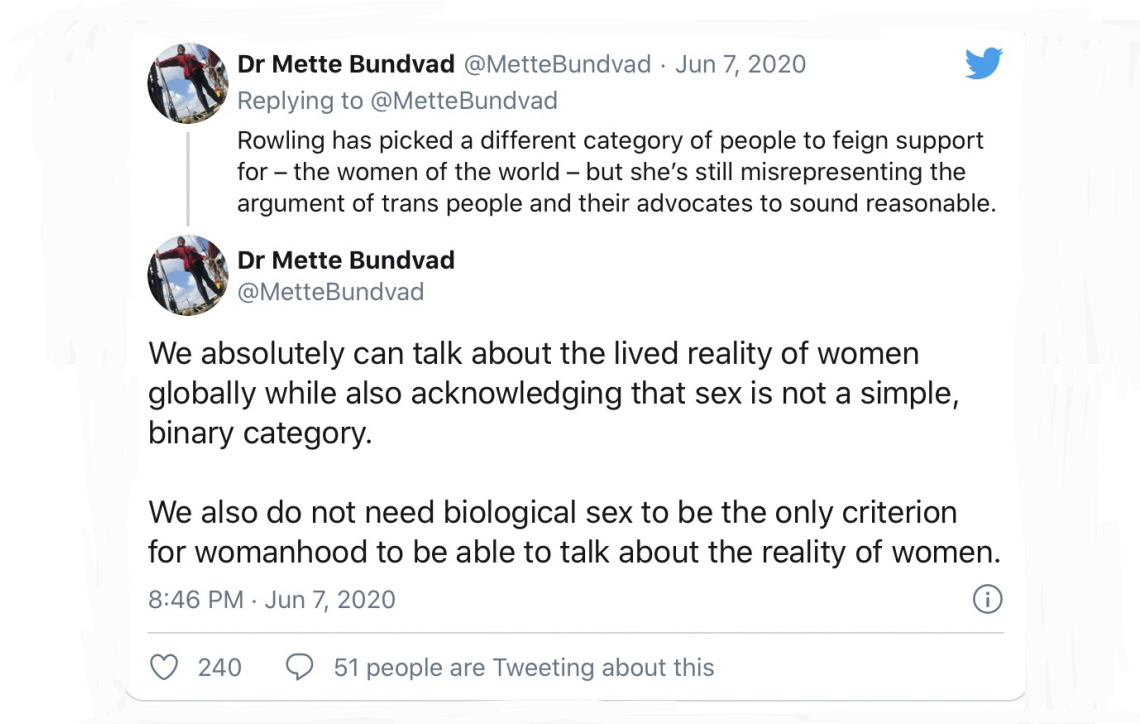 Dr Mette Bundvad @MetteBundvad · Jun 7, 2020
Replying to @MetteBundvad
Rowling has picked a different category of people to feign support
for – the women of the world – but she's still misrepresenting the
argument of trans people and their advocates to sound reasonable.
Dr Mette Bundvad
@MetteBundvad
We absolutely can talk about the lived reality of women
globally while also acknowledging that sex is not a simple,
binary category.
We also do not need biological sex to be the only criterion
for womanhood to be able to talk about the reality of women.
8:46 PM · Jun 7, 2020
240 51 people are Tweeting about this